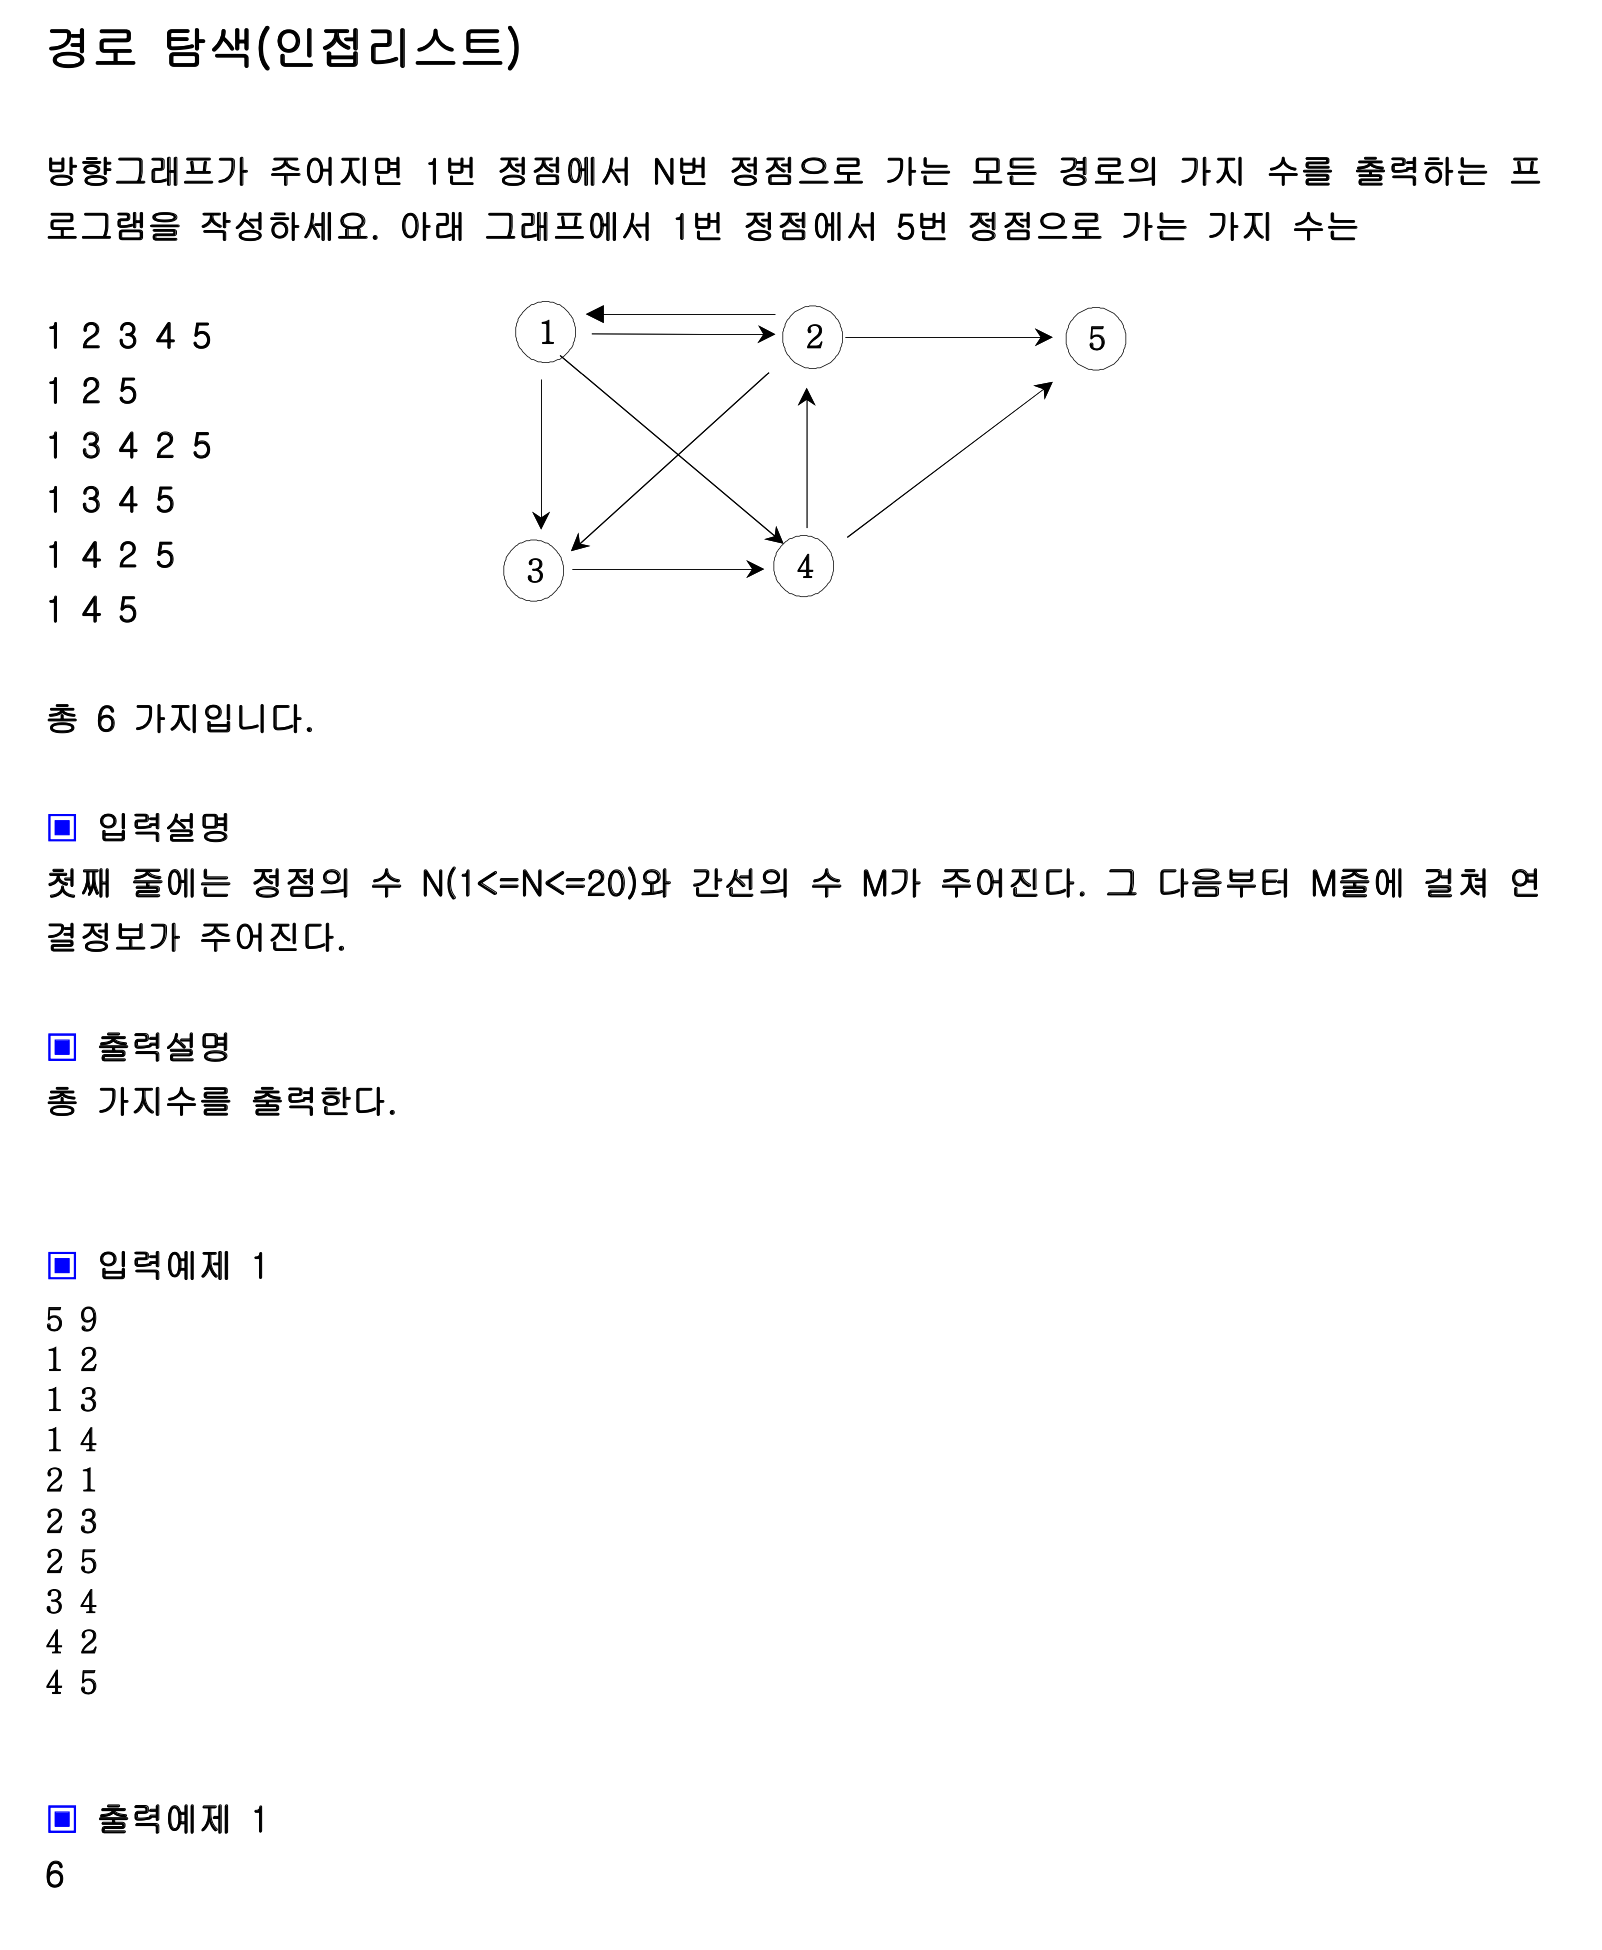 경로 탐색(인접리스트)
방향그래프가 주어지면 1번 정점에서 N번 정점으로 가는 모든 경로의 가지 수를 출력하는 프
로그램을 작성하세요. 아래 그래프에서 1번 정점에서 5번 정점으로 가는 가지 수는
1 2 3 4 5
1 2 5
1 3 4 2 5
1 3 4 5
1 4 2 5
1 4 5
1
2
5
3
4
총 6 가지입니다.
▣ 입력설명
첫째 줄에는 정점의 수 N(1<=N<=20)와 간선의 수 M가 주어진다. 그 다음부터 M줄에 걸쳐 연
결정보가 주어진다.
▣ 출력설명
총 가지수를 출력한다.
▣ 입력예제 1
5 9
1 2
1 3
1 4
2 1
2 3
2 5
3 4
4 2
4 5
▣ 출력예제 1
6